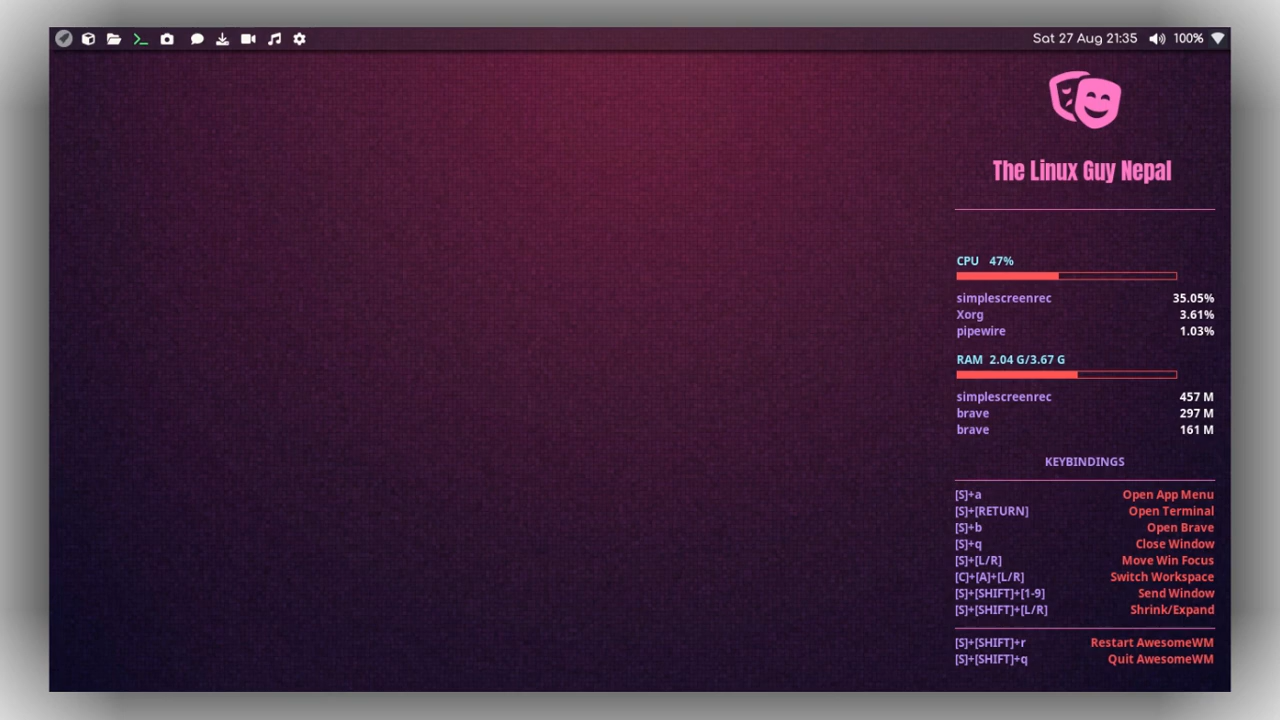 Sat 27 Aug 21:35 100%
The Linux Guy Nepal
CPU 47%
simplescreenrec 35.05%
Xorg 3.61%
pipewire 1.03%
RAM 2.04 G/3.67 G
simplescreenrec 457 M
brave 297 M
brave 161 M
KEYBINDINGS
[S]+a Open App Menu
[S]+[RETURN] Open Terminal
[S]+b Open Brave
[S]+q Close Window
[S]+[L/R] Move Win Focus
[C]+[A]+[L/R] Switch Workspace
[S]+[SHIFT]+[1-9] Send Window
[S]+[SHIFT]+[L/R] Shrink/Expand
[S]+[SHIFT]+r Restart AwesomeWM
[S]+[SHIFT]+q Quit AwesomeWM